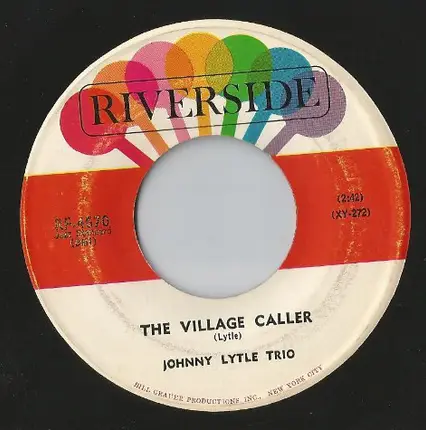 RIVERSIDE
(2:42)
(XY-272)
THE VILLAGE CALLER
(Lytle)
JOHNNY LYTLE TRIO
BILL GRAUER PRODUCTIONS INC., NEW YORK CITY